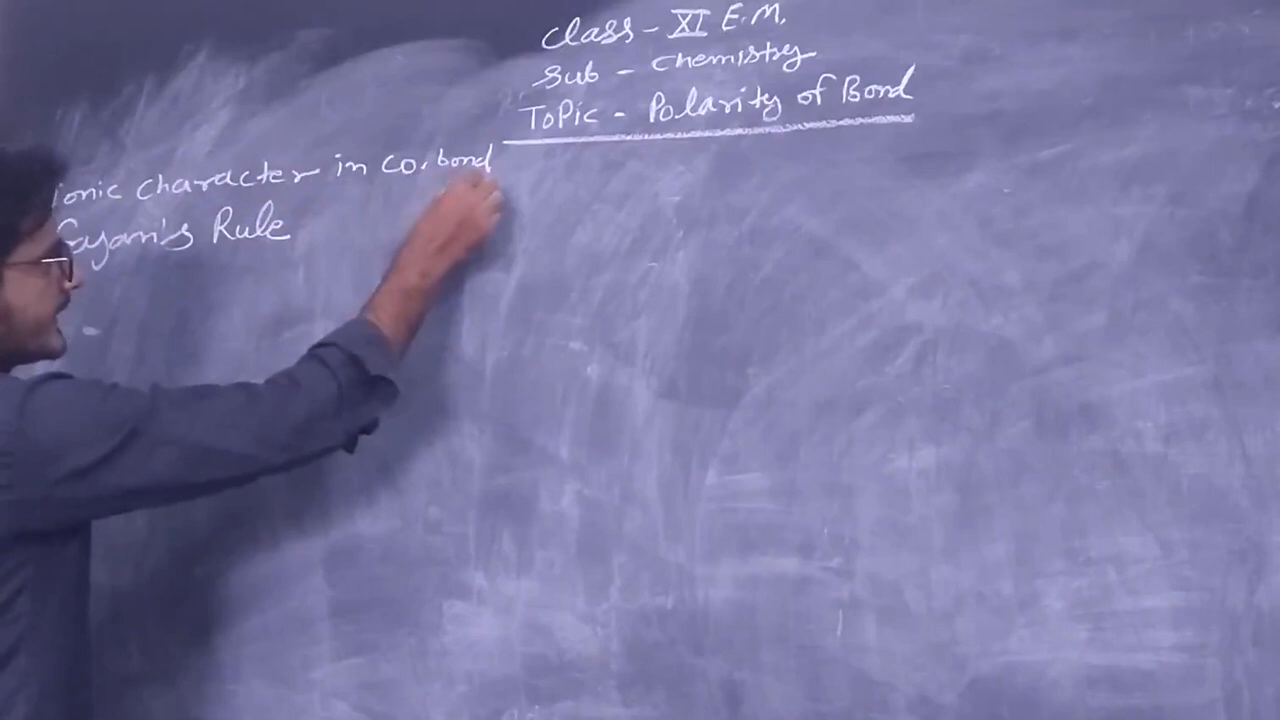 Class - XI E.M.
Sub - Chemistry
Topic - Polarity of Bond
ionic character in co. bond
Fajan's Rule